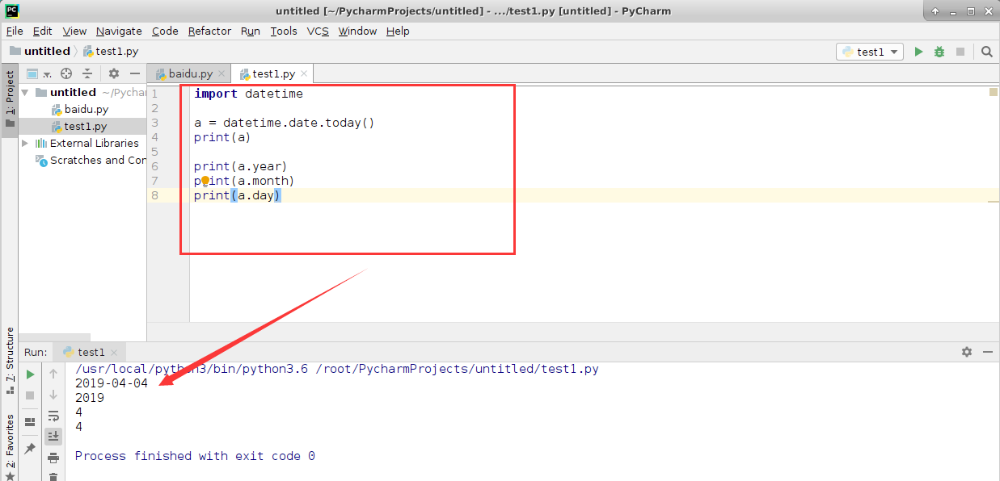 PC
untitled [~/PycharmProjects/untitled] - .../test1.py [untitled] - PyCharm
File Edit View Navigate Code Refactor Run Tools VCS Window Help
untitled test1.py
test1
1: Project
baidu.py test1.py
untitled ~/Pychar
baidu.py
test1.py
External Libraries
Scratches and Con
1 import datetime
2
3 a = datetime.date.today()
4 print(a)
5
6 print(a.year)
7 print(a.month)
8 print(a.day)
7: Structure
2: Favorites
Run: test1
/usr/local/python3/bin/python3.6 /root/PycharmProjects/untitled/test1.py
2019-04-04
2019
4
4
Process finished with exit code 0